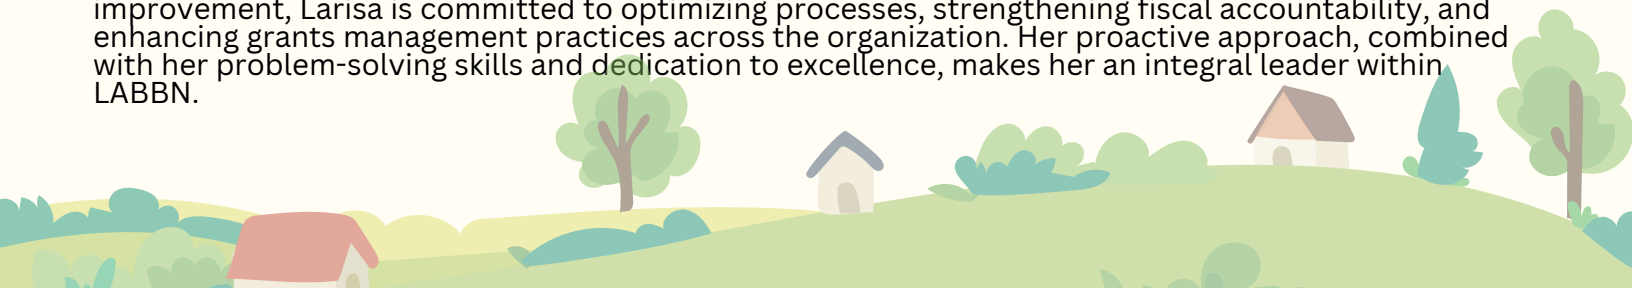 improvement, Larisa is committed to optimizing processes, strengthening fiscal accountability, and
enhancing grants management practices across the organization. Her proactive approach, combined
with her problem-solving skills and dedication to excellence, makes her an integral leader within
LABBN.